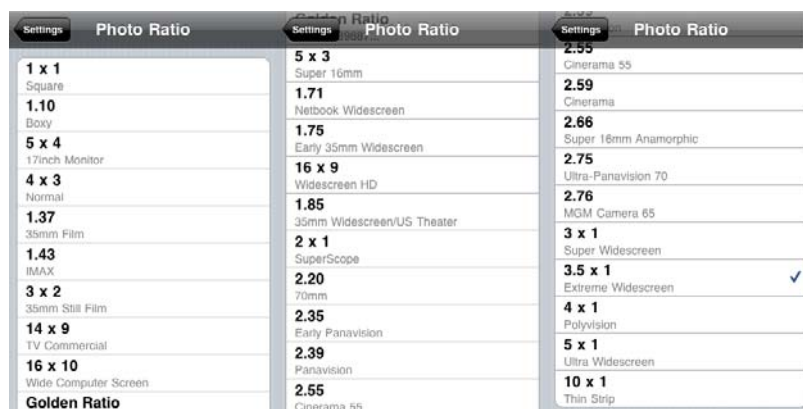 Settings
Photo Ratio
1 x 1
Square
1.10
Boxy
5 x 4
17inch Monitor
4 x 3
Normal
1.37
35mm Film
1.43
IMAX
3 x 2
35mm Still Film
14 x 9
TV Commercial
16 x 10
Wide Computer Screen
Golden Ratio
Golden Ratio
Settings
Photo Ratio
5 x 3
Super 16mm
1.71
Netbook Widescreen
1.75
Early 35mm Widescreen
16 x 9
Widescreen HD
1.85
35mm Widescreen/US Theater
2 x 1
SuperScope
2.20
70mm
2.35
Early Panavision
2.39
Panavision
2.55
Cinerama 55
Settings
Photo Ratio
2.55
Cinerama 55
2.59
Cinerama
2.66
Super 16mm Anamorphic
2.75
Ultra-Panavision 70
2.76
MGM Camera 65
3 x 1
Super Widescreen
3.5 x 1
Extreme Widescreen
4 x 1
Polyvision
5 x 1
Ultra Widescreen
10 x 1
Thin Strip